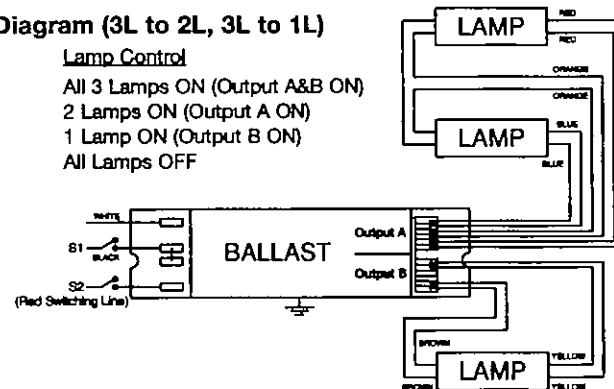 Diagram (3L to 2L, 3L to 1L)
Lamp Control
All 3 Lamps ON (Output A&B ON)
2 Lamps ON (Output A ON)
1 Lamp ON (Output B ON)
All Lamps OFF
LAMP
RED
RED
ORANGE
ORANGE
LAMP
BLUE
BLUE
WHITE
S1
BLACK
S2
(Red Switching Line)
BALLAST
Output A
Output B
BROWN
BROWN
LAMP
YELLOW
YELLOW